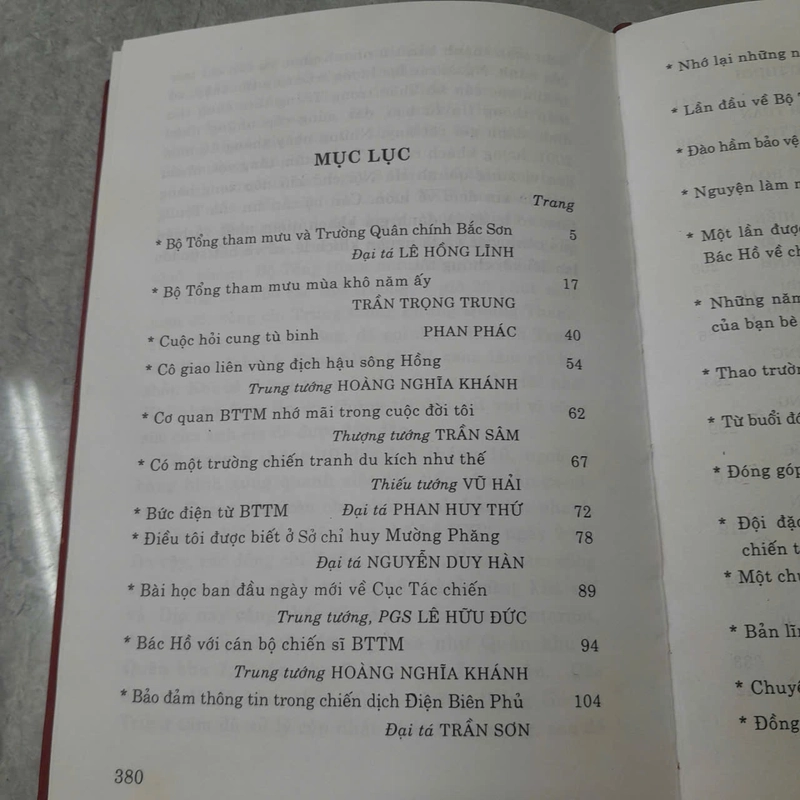 MỤC LỤC
Trang
* Bộ Tổng tham mưu và Trường Quân chính Bắc Sơn 5
Đại tá LÊ HỒNG LĨNH
* Bộ Tổng tham mưu mùa khô năm ấy 17
TRẦN TRỌNG TRUNG
* Cuộc hỏi cung tù binh PHAN PHÁC 40
* Cô giao liên vùng địch hậu sông Hồng 54
Trung tướng HOÀNG NGHĨA KHÁNH
* Cơ quan BTTM nhớ mãi trong cuộc đời tôi 62
Thượng tướng TRẦN SÂM
* Có một trường chiến tranh du kích như thế 67
Thiếu tướng VŨ HẢI
* Bức điện từ BTTM Đại tá PHAN HUY THỨ 72
* Điều tôi được biết ở Sở chỉ huy Mường Phăng 78
Đại tá NGUYỄN DUY HÀN
* Bài học ban đầu ngày mới về Cục Tác chiến 89
Trung tướng, PGS LÊ HỮU ĐỨC
* Bác Hồ với cán bộ chiến sĩ BTTM 94
Trung tướng HOÀNG NGHĨA KHÁNH
* Bảo đảm thông tin trong chiến dịch Điện Biên Phủ 104
Đại tá TRẦN SƠN
380
* Nhớ lại những
* Lần đầu về Bộ
* Đào hầm bảo vệ
* Nguyện làm
* Một lần được
Bác Hồ về
* Những năm
của bạn bè
* Thao trườn
* Từ buổi
* Đóng góp
* Đội
chiến
* Một
* Bản
* Chuyệ
* Đồng